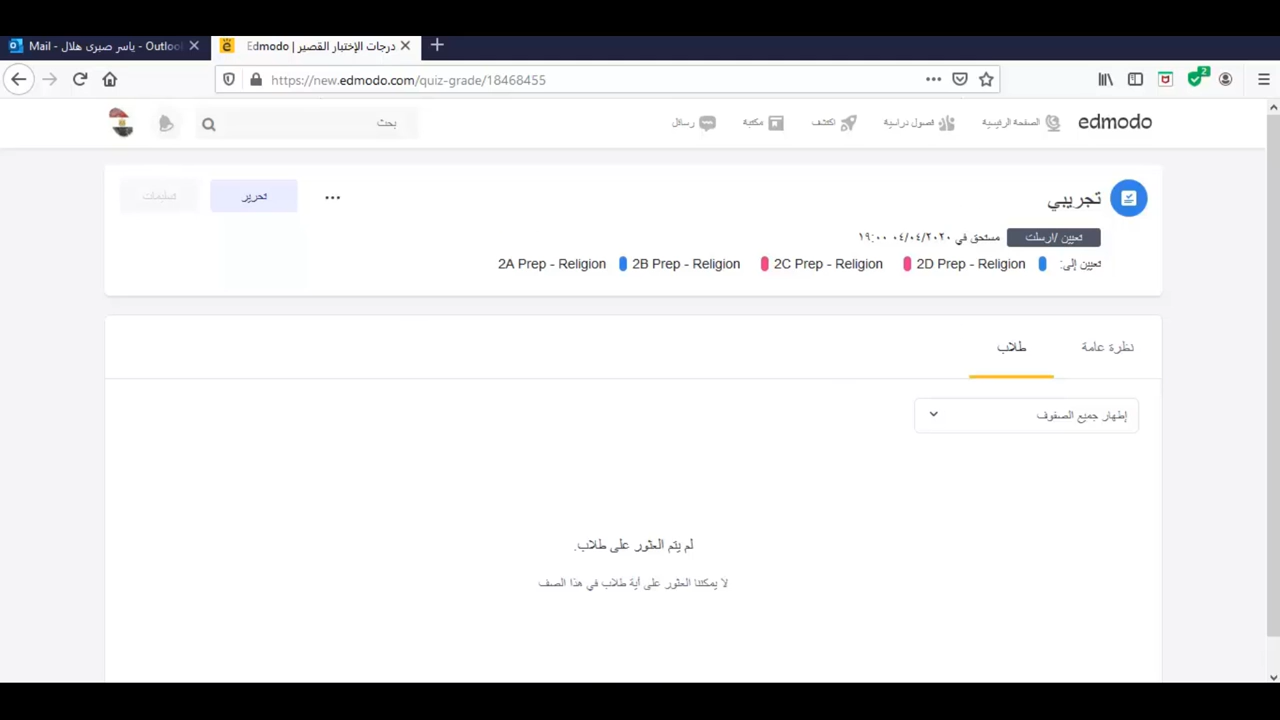 Mail - ياسر صبرى هلال - Outlook
درجات الإختبار القصير | Edmodo
https://new.edmodo.com/quiz-grade/18468455
2
edmodo
الصفحة الرئيسية
فصول دراسية
اكتشف
مكتبة
رسائل
بحث
تجريبي
تحرير
تسليمات
تعيين /ارسلت
مستحق في ٠٤/٠٤/٢٠٢٠ ١٩:٠٠
تعيين إلى: 2D Prep - Religion 2C Prep - Religion 2B Prep - Religion 2A Prep - Religion
نظرة عامة
طلاب
إظهار جميع الصفوف
لم يتم العثور على طلاب.
لا يمكننا العثور على أية طلاب في هذا الصف